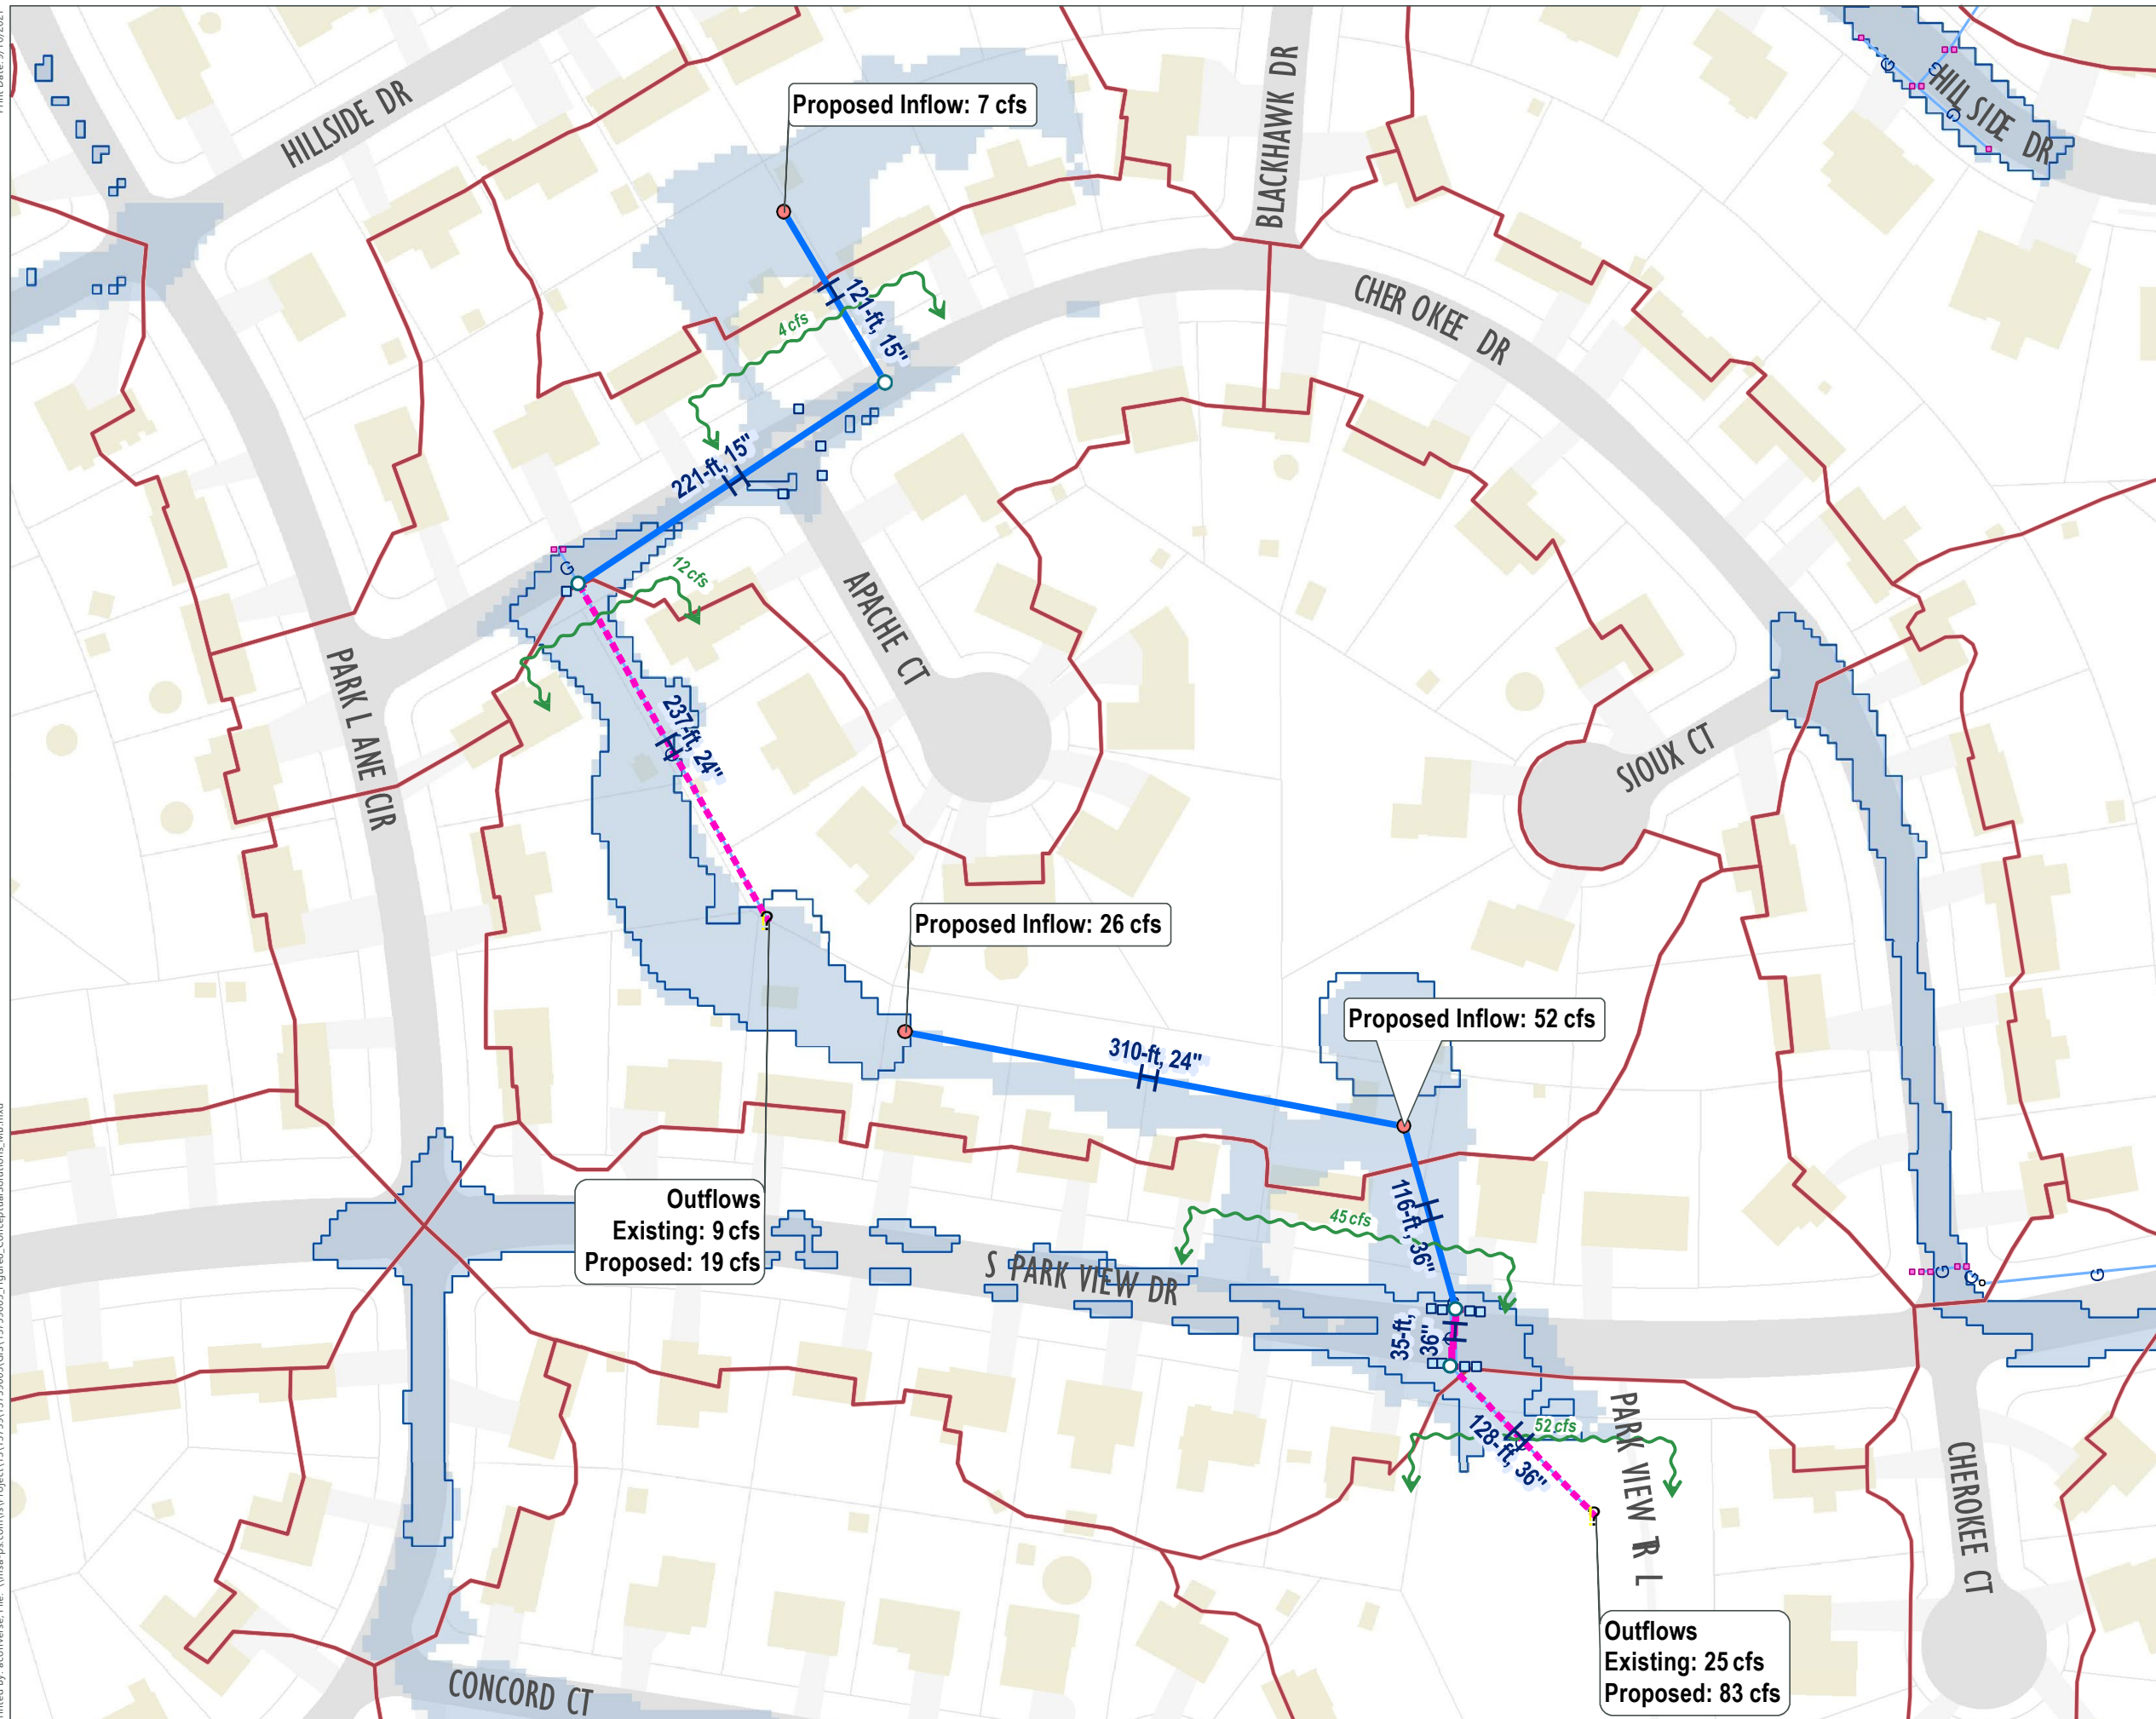 HILLSIDE DR
Proposed Inflow: 7 cfs
BLACKHAWK DR
HILL SIDE DR
G
G
G
CHER OKEE DR
121-ft, 15"
4 cfs
221-ft, 15"
G
12 cfs
APACHE CT
PARK L ANE CIR
237-ft, 24"
SIOUX CT
Proposed Inflow: 26 cfs
Proposed Inflow: 52 cfs
310-ft, 24"
Outflows
Existing: 9 cfs
Proposed: 19 cfs
116-ft, 36"
45 cfs
S PARK VIEW DR
G
G
G
35-ft,
36"
128-ft, 36"
52 cfs
PARK VIEW TR L
CHEROKEE CT
Outflows
Existing: 25 cfs
Proposed: 83 cfs
CONCORD CT